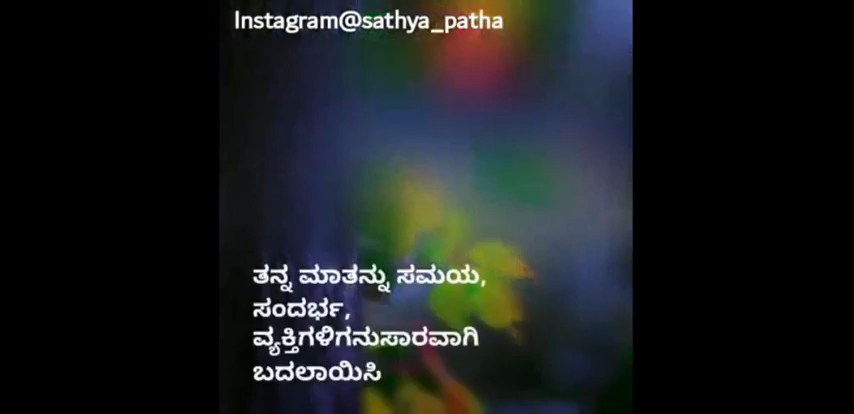 Instagram@sathya_patha
ತನ್ನ ಮಾತನ್ನು ಸಮಯ,
ಸಂದರ್ಭ,
ವ್ಯಕ್ತಿಗಳಿಗನುಸಾರವಾಗಿ
ಬದಲಾಯಿಸಿ